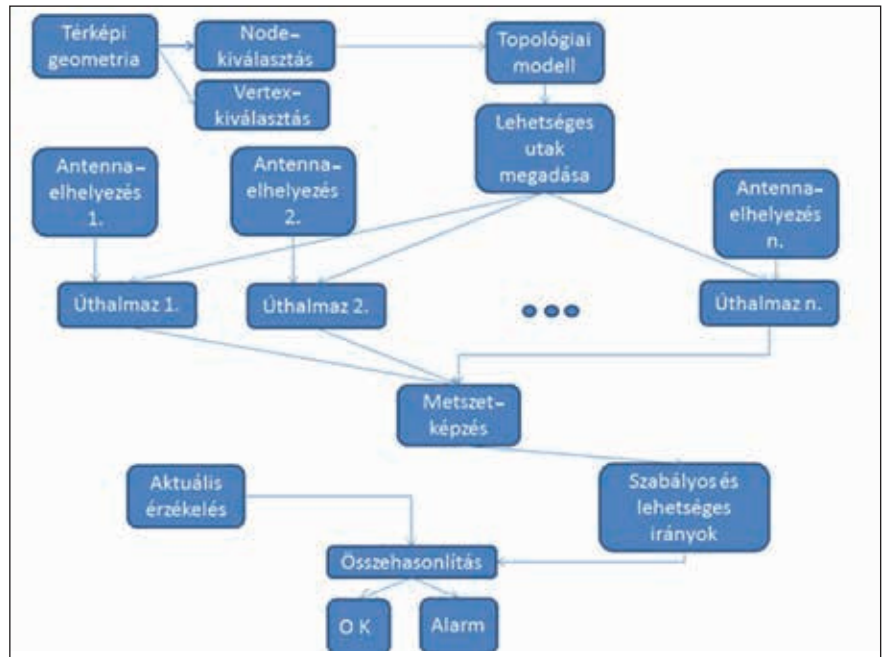 Térképi
geometria
Node–
kiválasztás
Topológiai
modell
Vertex–
kiválasztás
Lehetséges
utak
megadása
Antenna–
elhelyezés
1.
Antenna–
elhelyezés
2.
Antenna–
elhelyezés
n.
Úthalmaz 1.
Úthalmaz 2.
Úthalmaz n.
Metszet–
képzés
Aktuális
érzékelés
Szabályos és
lehetséges
irányok
Összehasonlítás
O K
Alarm